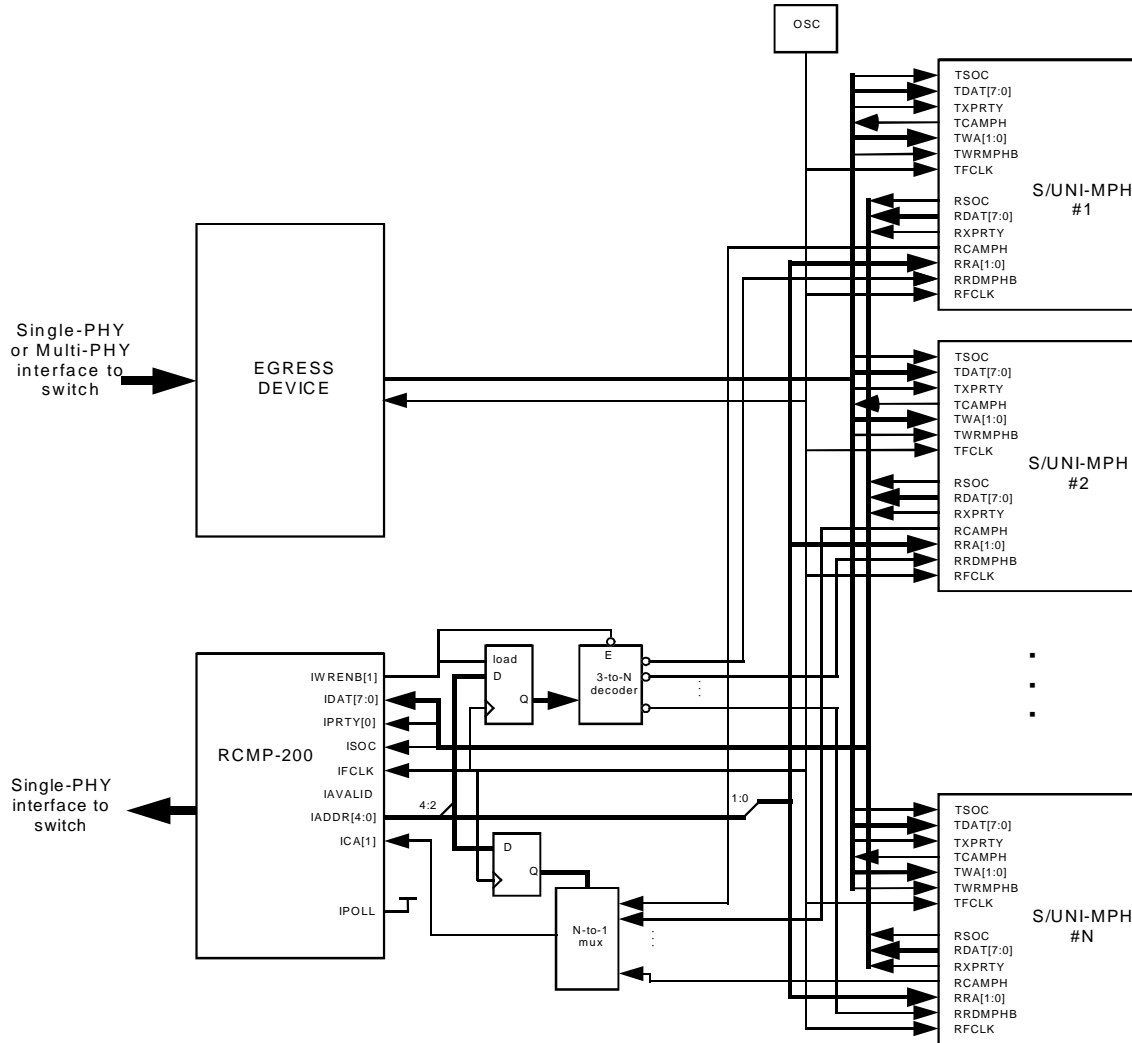 OSC
TSOC
TDAT[7:0]
TXPRTY
TCAMPH
TWA[1:0]
TWRMPHB
TFCLK
RSOC
RDAT[7:0]
RXPRTY
RCAMPH
RRA[1:0]
RRDMPHB
RFCLK
S/UNI-MPH
#1
Single-PHY
or Multi-PHY
interface to
switch
EGRESS
DEVICE
TSOC
TDAT[7:0]
TXPRTY
TCAMPH
TWA[1:0]
TWRMPHB
TFCLK
RSOC
RDAT[7:0]
RXPRTY
RCAMPH
RRA[1:0]
RRDMPHB
RFCLK
S/UNI-MPH
#2
Single-PHY
interface to
switch
RCMP-200
IWRENB[1]
IDAT[7:0]
IPRTY[0]
ISOC
IFCLK
IAVALID
IADDR[4:0]
ICA[1]
IPOLL
load
D
Q
E
3-to-N
decoder
4:2
1:0
D
Q
N-to-1
mux
TSOC
TDAT[7:0]
TXPRTY
TCAMPH
TWA[1:0]
TWRMPHB
TFCLK
RSOC
RDAT[7:0]
RXPRTY
RCAMPH
RRA[1:0]
RRDMPHB
RFCLK
S/UNI-MPH
#N